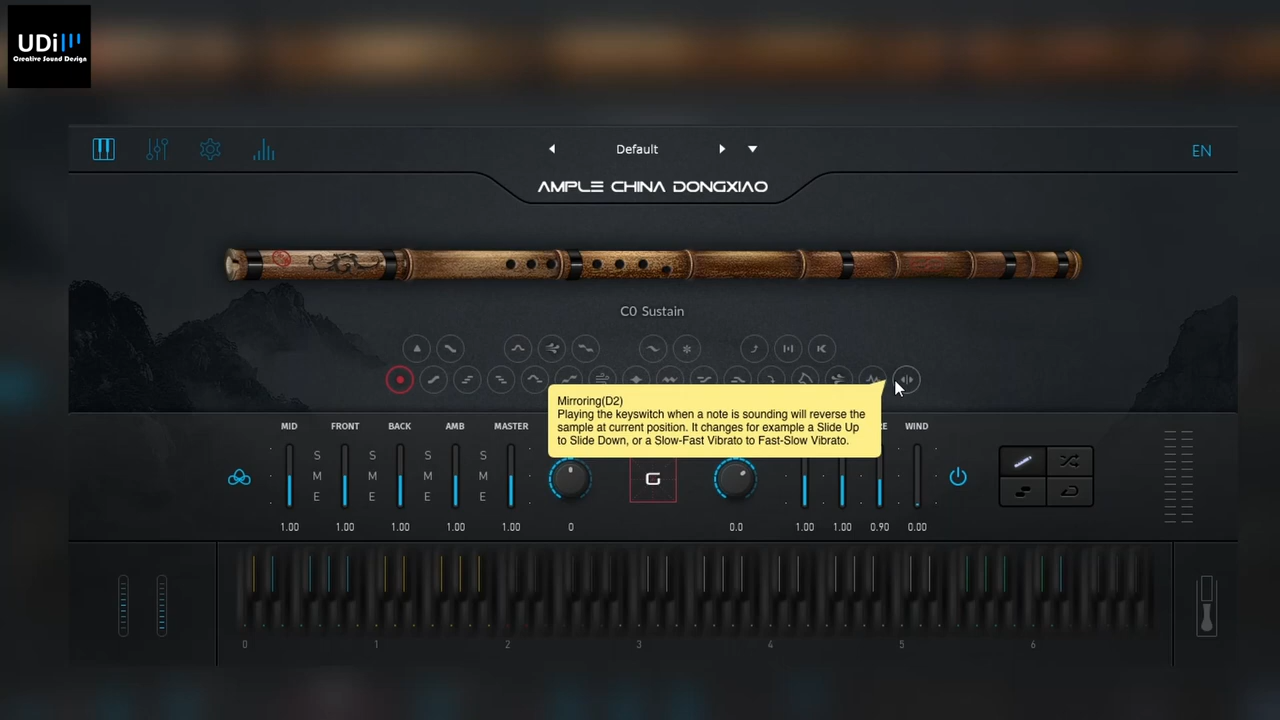 UDi
Creative Sound Design
Default
EN
AMPLE CHINA DONGXIAO
C0 Sustain
Mirroring(D2)
Playing the keyswitch when a note is sounding will reverse the
sample at current position. It changes for example a Slide Up
to Slide Down, or a Slow-Fast Vibrato to Fast-Slow Vibrato.
MID FRONT BACK AMB MASTER RE WIND
S S S S
M M M M
E E E E
G
1.00 1.00 1.00 1.00 1.00 0 0.0 1.00 1.00 0.90 0.00
0 1 2 3 4 5 6